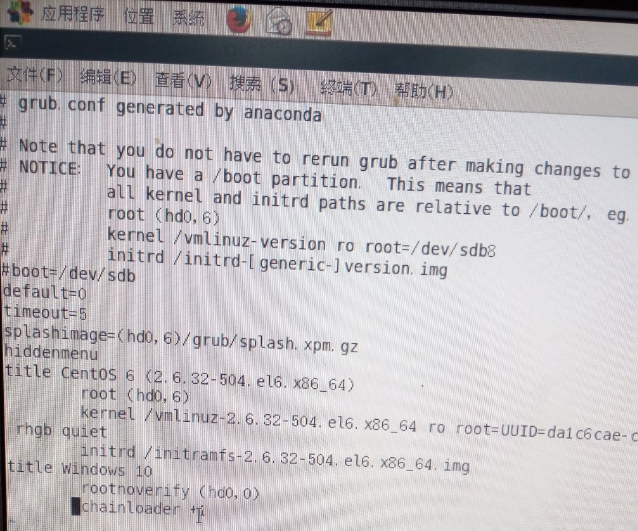 应用程序 位置 系统
文件(F) 编辑(E) 查看(V) 搜索 (S) 终端(T) 帮助(H)
# grub.conf generated by anaconda
#
# Note that you do not have to rerun grub after making changes to
# NOTICE: You have a /boot partition. This means that
# all kernel and initrd paths are relative to /boot/, eg.
# root (hd0,6)
# kernel /vmlinuz-version ro root=/dev/sdb8
# initrd /initrd-[generic-]version.img
#boot=/dev/sdb
default=0
timeout=5
splashimage=(hd0,6)/grub/splash.xpm.gz
hiddenmenu
title CentOS 6 (2.6.32-504.el6.x86_64)
root (hd0,6)
kernel /vmlinuz-2.6.32-504.el6.x86_64 ro root=UUID=da1c6cae-c
rhgb quiet
initrd /initramfs-2.6.32-504.el6.x86_64.img
title Windows 10
rootnoverify (hd0,0)
chainloader